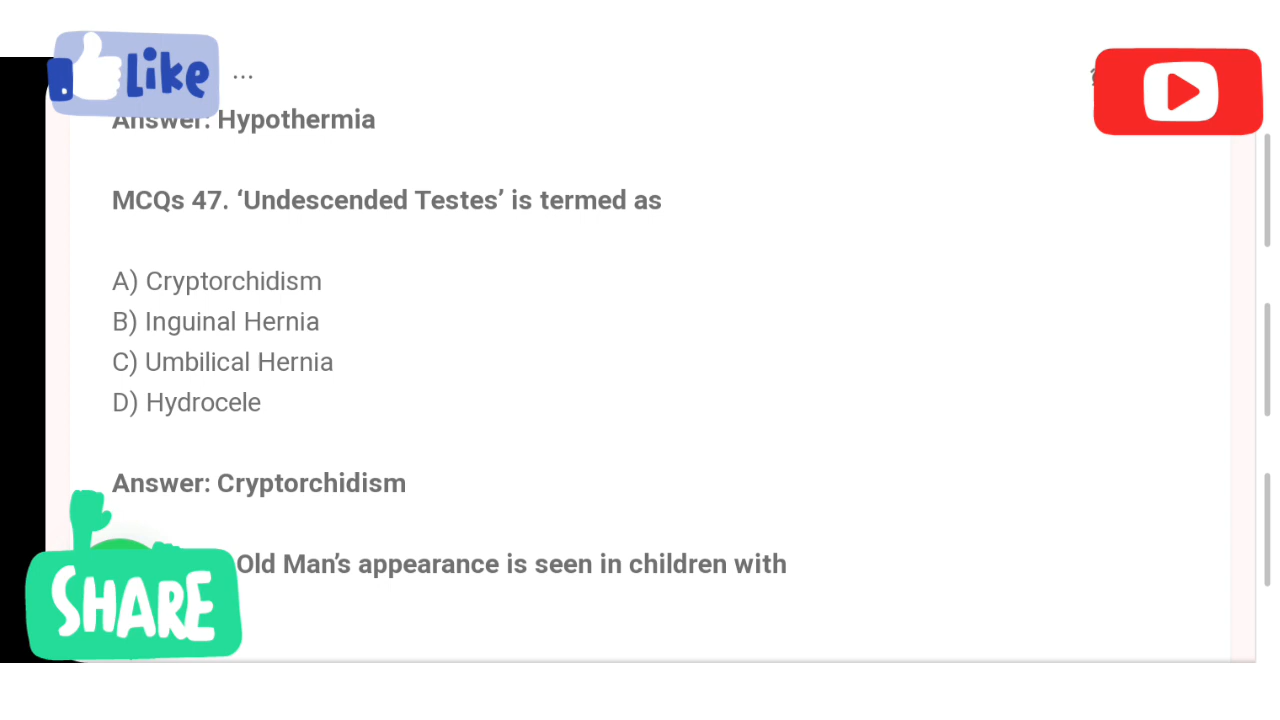 Like
...
Answer: Hypothermia
MCQs 47. ‘Undescended Testes’ is termed as
A) Cryptorchidism
B) Inguinal Hernia
C) Umbilical Hernia
D) Hydrocele
Answer: Cryptorchidism
Old Man’s appearance is seen in children with
SHARE